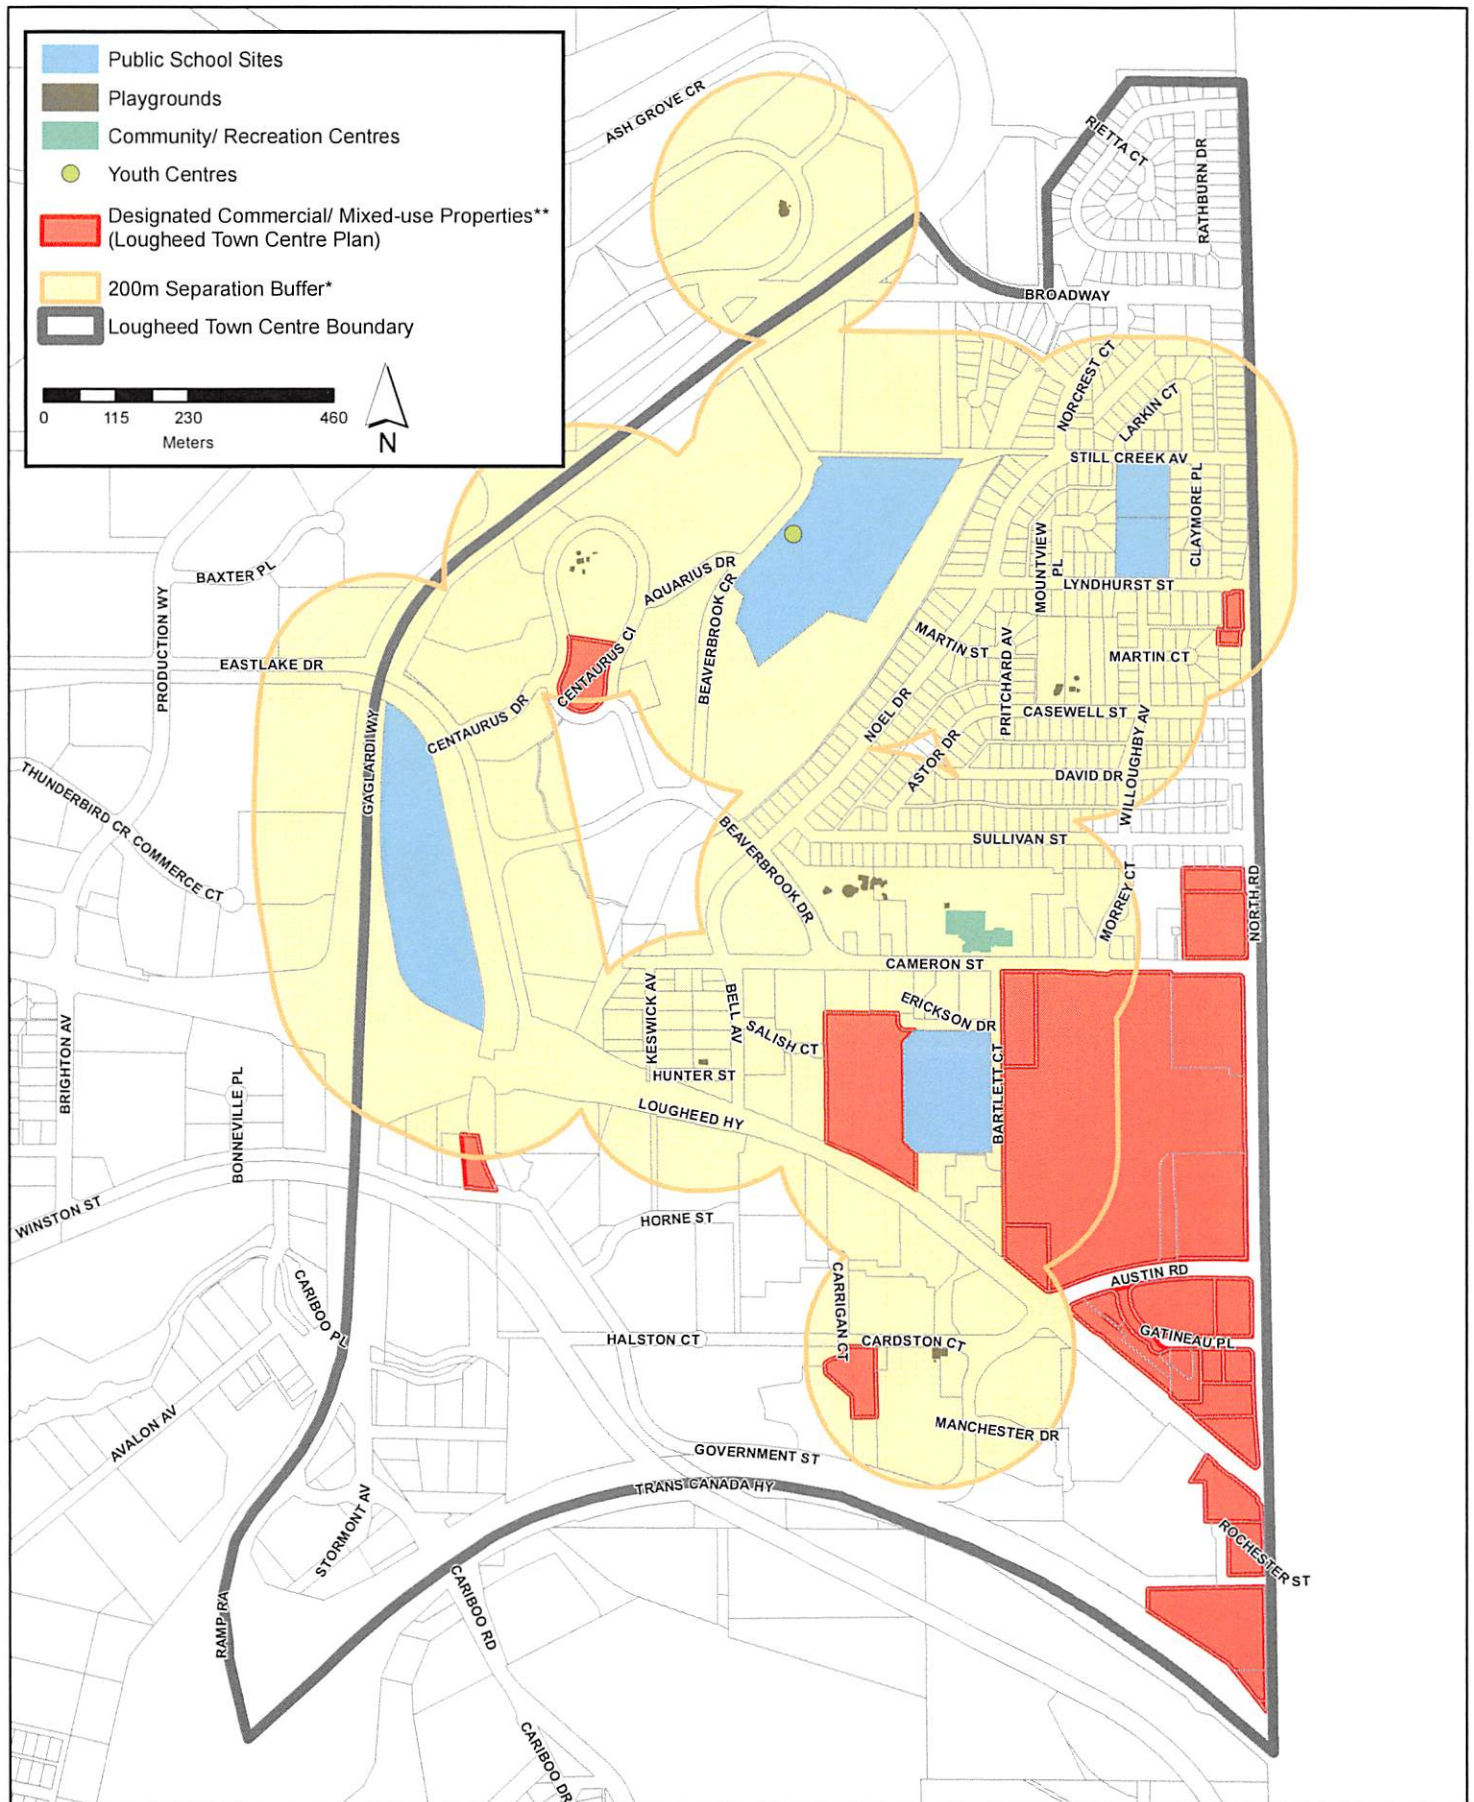 Public School Sites
Playgrounds
Community/ Recreation Centres
Youth Centres
Designated Commercial/ Mixed-use Properties**
(Lougheed Town Centre Plan)
200m Separation Buffer*
Lougheed Town Centre Boundary
0 115 230 460
Meters
N
ASH GROVE CR
RIETTA CT
RATHBURN DR
BROADWAY
NORCREST CT
LARKIN CT
STILL CREEK AV
CLAYMORE PL
MOUNTVIEW
PL
LYNDHURST ST
BAXTER PL
PRODUCTION WY
AQUARIUS DR
BEAVERBROOK CR
MARTIN ST
PRITCHARD AV
MARTIN CT
EASTLAKE DR
CENTAURUS CI
CENTAURUS DR
NOEL DR
CASEWELL ST
GAGLARDI WY
ASTOR DR
DAVID DR
WILLOUGHBY AV
THUNDERBIRD CR
COMMERCE CT
BEAVERBROOK DR
SULLIVAN ST
MORREY CT
NORTH RD
CAMERON ST
KESWICK AV
BELL AV
ERICKSON DR
SALISH CT
BRIGHTON AV
BONNEVILLE PL
HUNTER ST
LOUGHEED HY
BARTLETT CT
WINSTON ST
HORNE ST
CARIBOO PL
CARRIGAN CT
AUSTIN RD
HALSTON CT
CARDSTON CT
GATINEAU PL
AVALON AV
MANCHESTER DR
GOVERNMENT ST
TRANS CANADA HY
STORMONT AV
ROCHESTER ST
RAMP RA
CARIBOO RD
CARIBOO DR